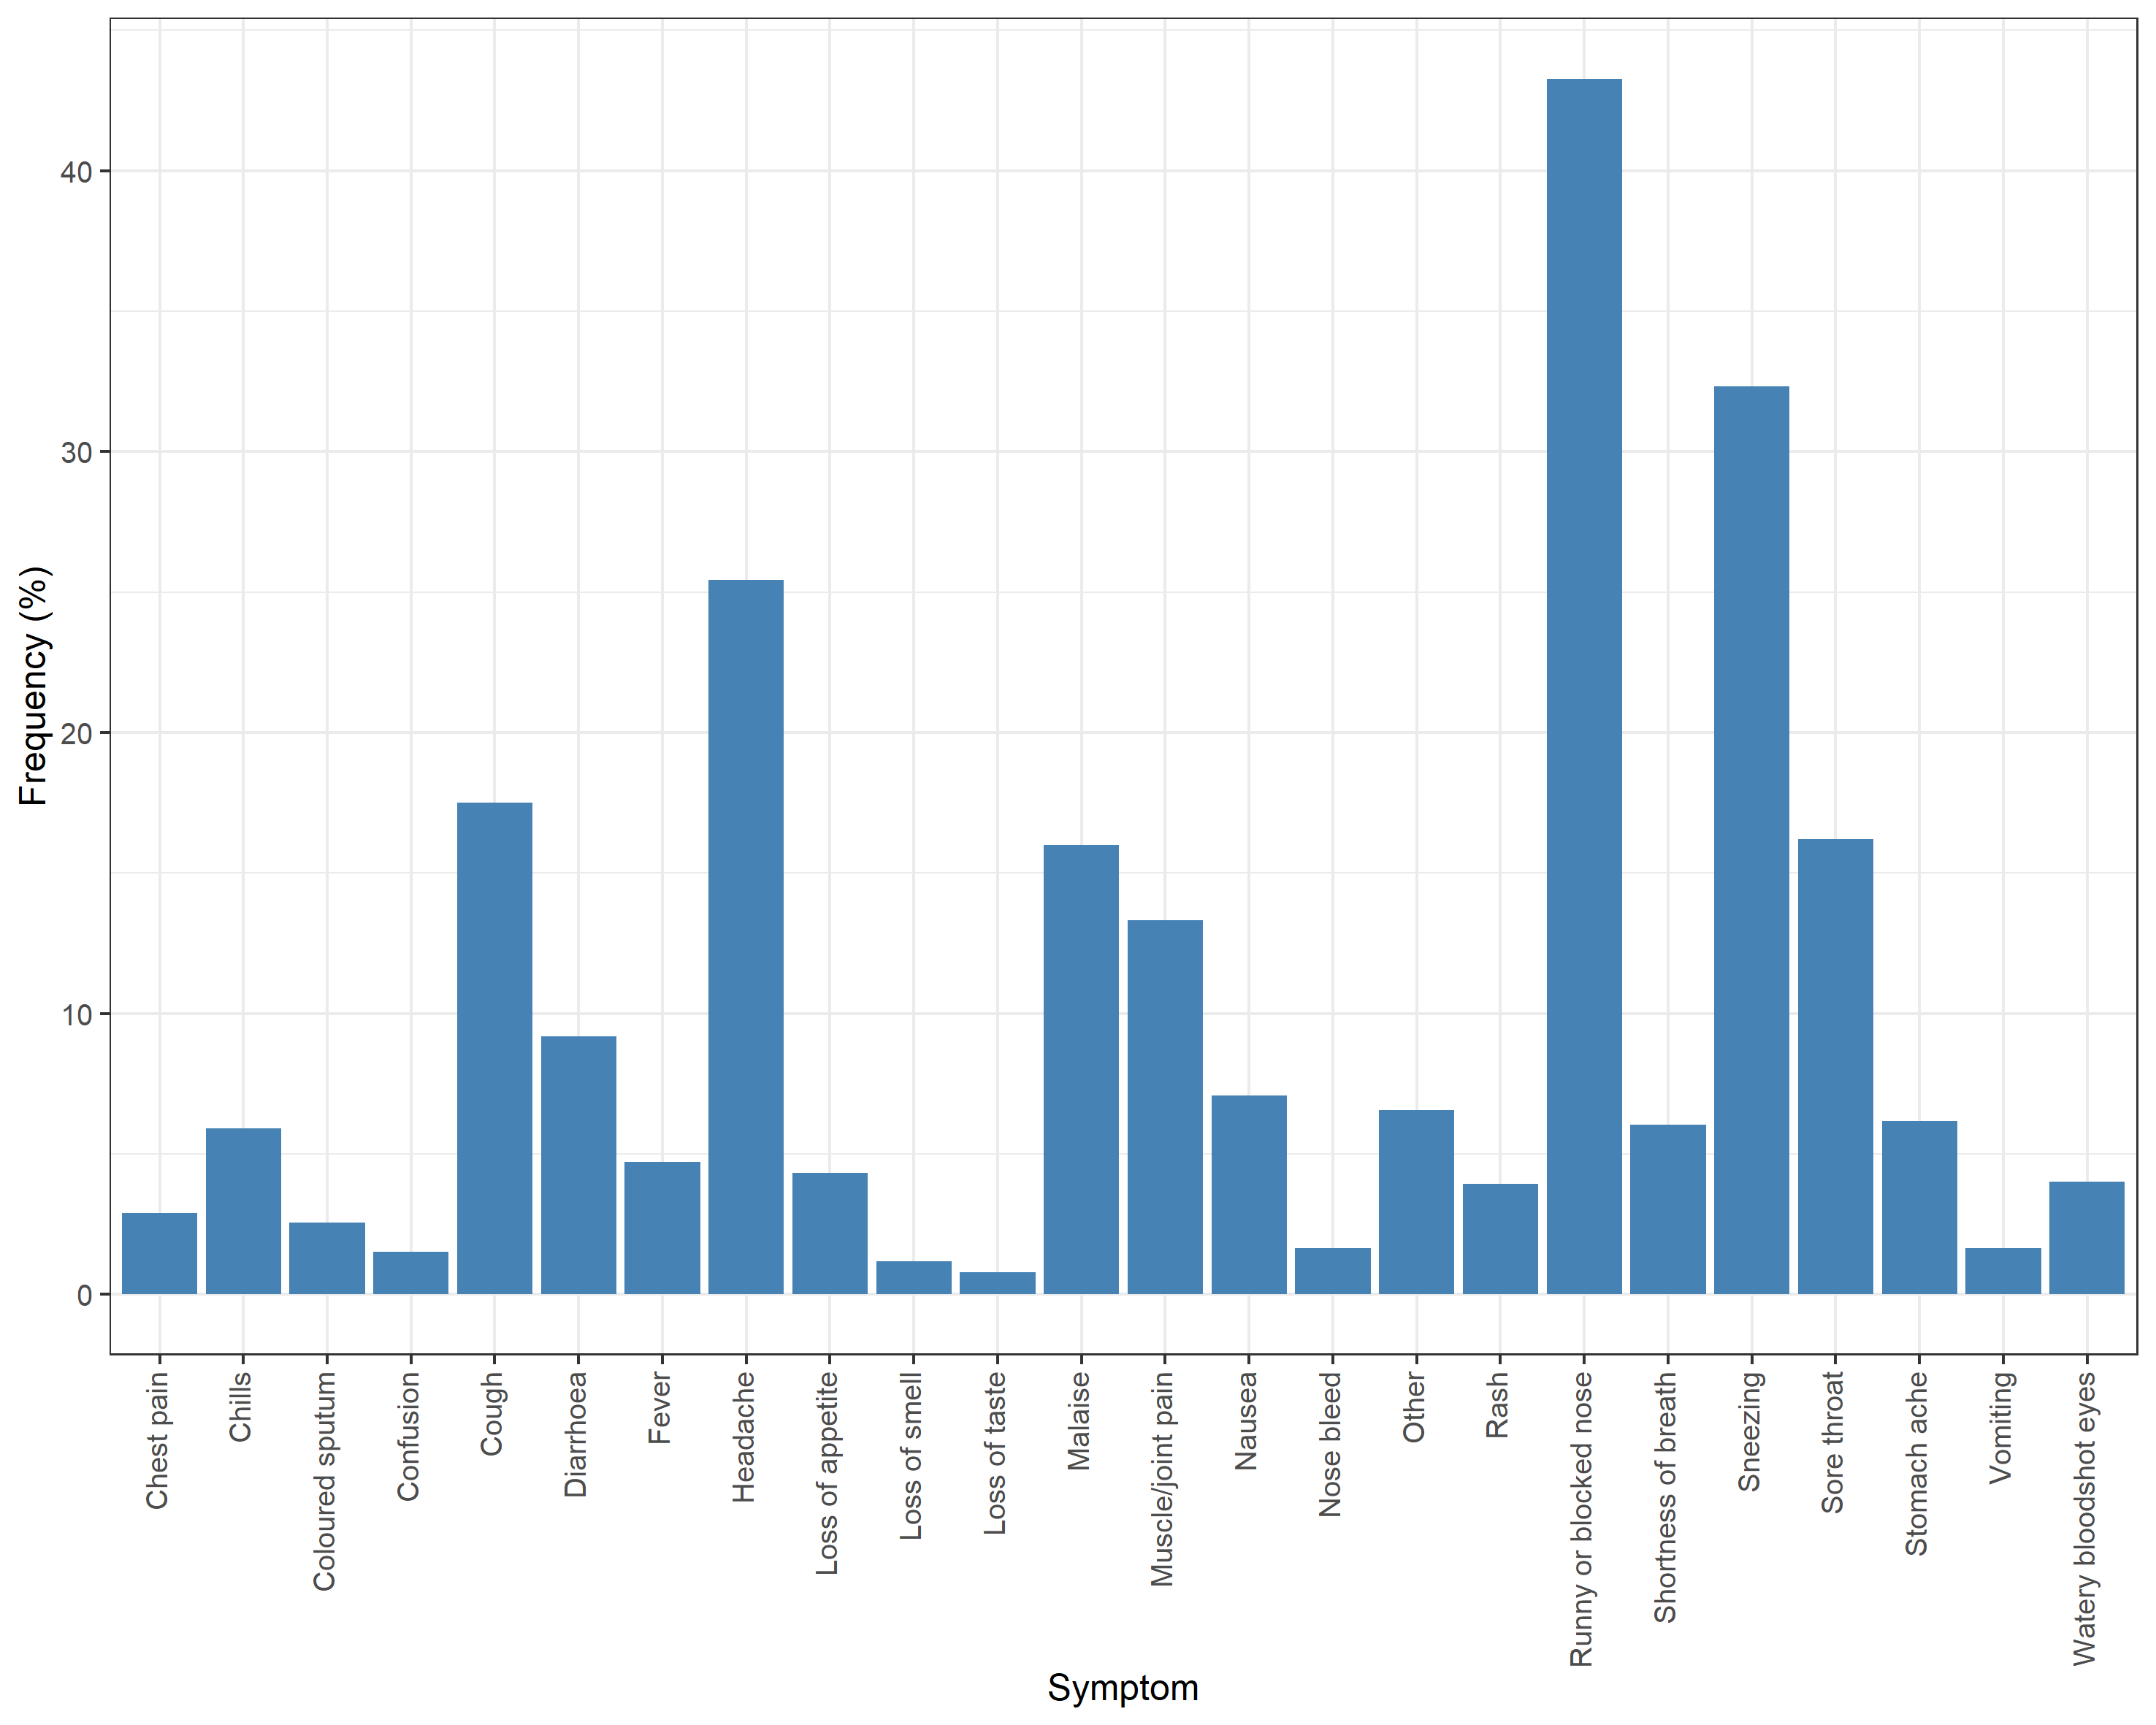 Frequency (%)
40
30
20
10
0
Chest pain
Chills
Coloured sputum
Confusion
Cough
Diarrhoea
Fever
Headache
Loss of appetite
Loss of smell
Loss of taste
Malaise
Muscle/joint pain
Nausea
Nose bleed
Other
Rash
Runny or blocked nose
Shortness of breath
Sneezing
Sore throat
Stomach ache
Vomiting
Watery bloodshot eyes
Symptom